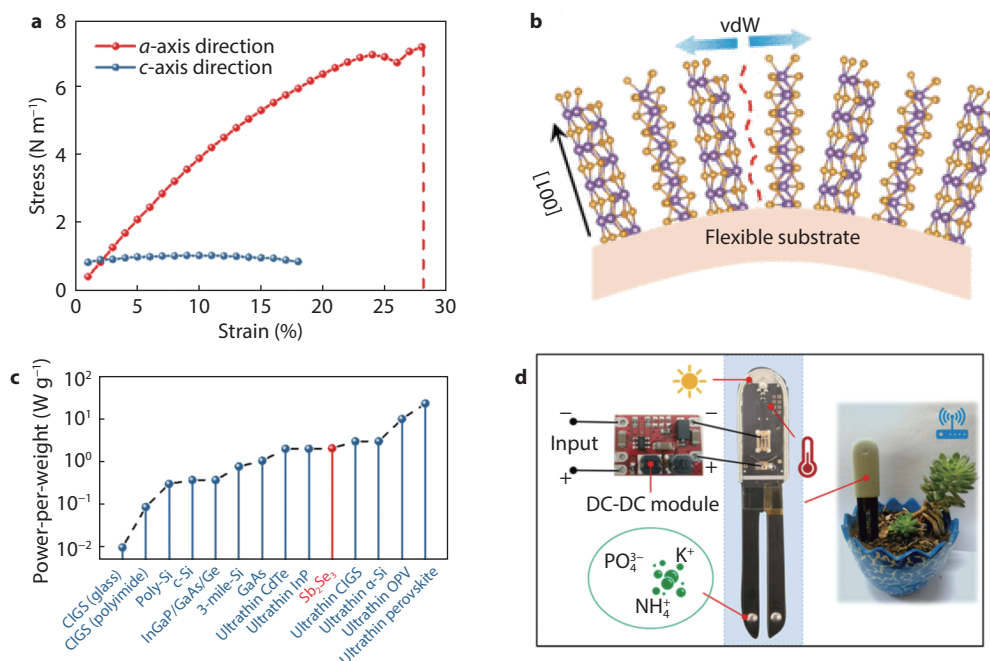 a
8
6
4
2
0
Stress (N m⁻¹)
a-axis direction
c-axis direction
0 5 10 15 20 25 30
Strain (%)
b
vdW
[001]
Flexible substrate
c
10²
10¹
10⁰
10⁻¹
10⁻²
Power-per-weight (W g⁻¹)
CIGS (glass)
CIGS (polyimide)
Poly-Si
c-Si
InGaP/GaAs/Ge
3-mile-Si
GaAs
Ultrathin CdTe
Ultrathin InP
Sb₂Se₃
Ultrathin CIGS
Ultrathin α-Si
Ultrathin OPV
Ultrathin perovskite
d
− −
Input
+ +
DC-DC module
PO₄³⁻ K⁺
NH₄⁺